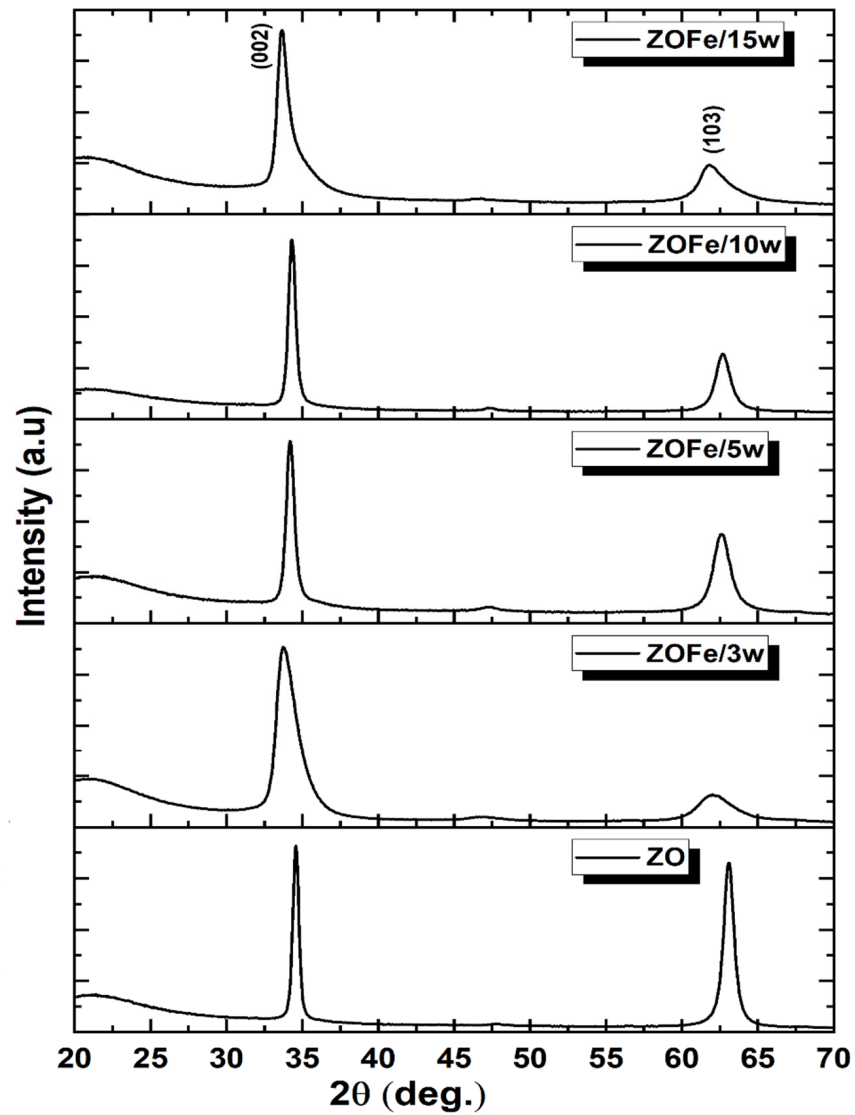 (002)
ZOFe/15w
(103)
ZOFe/10w
ZOFe/5w
ZOFe/3w
ZO
Intensity (a.u)
20 25 30 35 40 45 50 55 60 65 70
2θ (deg.)